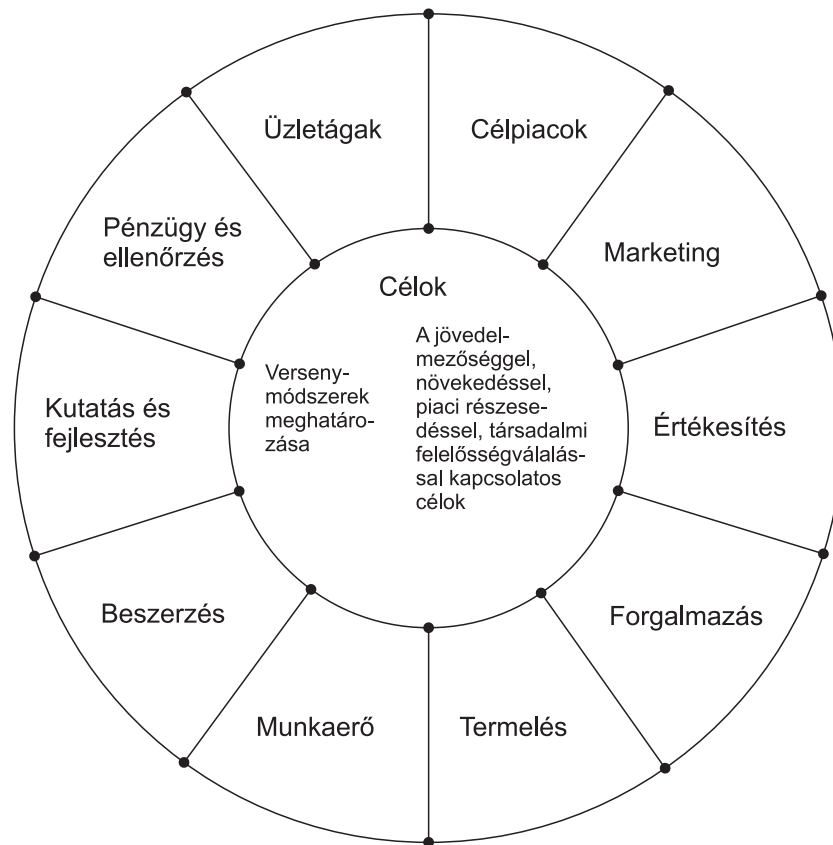 Üzletágak
Célpiacok
Marketing
Értékesítés
Forgalmazás
Termelés
Munkaerő
Beszerzés
Kutatás és
fejlesztés
Pénzügy és
ellenőrzés
Célok
Verseny-
módszerek
meghatáro-
zása
A jövedel-
mezőséggel,
növekedéssel,
piaci részese-
déssel, társadalmi
felelősségválalás-
sal kapcsolatos
célok